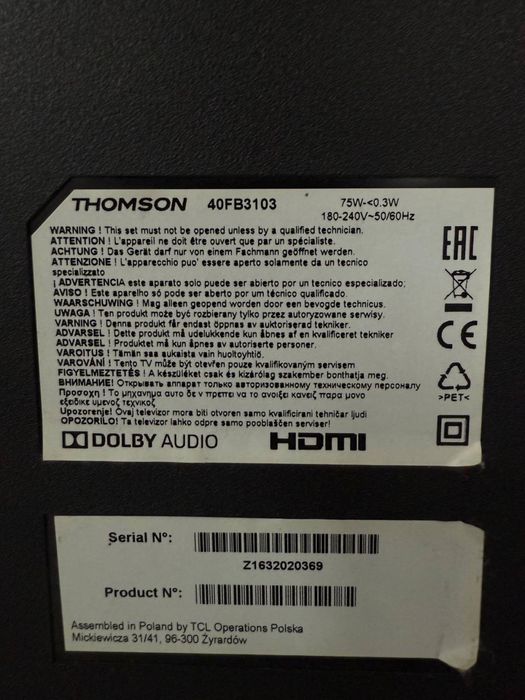 THOMSON 40FB3103 75W-<0.3W
180-240V~50/60Hz
WARNING ! This set must not be opened unless by a qualified technician.
ATTENTION ! L'appareil ne doit être ouvert que par un spécialiste.
ACHTUNG ! Das Gerät darf nur von einem Fachmann geöffnet werden.
ATTENZIONE ! L'apparecchio puo' essere aperto solamente da un tecnico
specializzato
¡ ADVERTENCIA este aparato solo puede ser abierto por un tecnico especializado;
AVISO ! Este aparelho só pode ser aberto por um técnico qualificado.
WAARSCHUWING ! Mag alleen geopend worden door een bevoegde technicus.
UWAGA ! Ten produkt może być rozbierany tylko przez autoryzowane serwisy.
VARNING ! Denna produkt får endast öppnas av auktoriserad tekniker.
ADVARSEL ! Dette produkt må udelukkende kun åbnes af en kvalificeret tekniker
ADVARSEL ! Produktet må kun åpnes av autoriserte personer.
VAROITUS ! Tämän saa aukaista vain huoltoyhtiö.
VAROVÁNÍ ! Tento TV může být otevřen pouze kvalifikovaným servisem
FIGYELMEZTETÉS ! A készüléket csak és kizárólag szakember bonthatja meg.
ВНИМАНИЕ! Открывать аппарат только авторизованному техническому персоналу
Προσοχη ! Το μηχανημα αυτο δε ν πρεπει να το ανοιξει κανείς παρα μονο
εξείδικε υμενοζ τεχνικοζ
Upozorenje! Ovaj televizor mora biti otvoren samo kvalificirani tehničar ljudi
OPOZORILO! Ta televizor lahko odpre samo pooblaščen serviser!
DOLBY AUDIO HDMI
EAC
CE
>PET<
Serial Nº:
Z1632020369
Product Nº:
Assembled in Poland by TCL Operations Polska
Mickiewicza 31/41, 96-300 Żyrardów